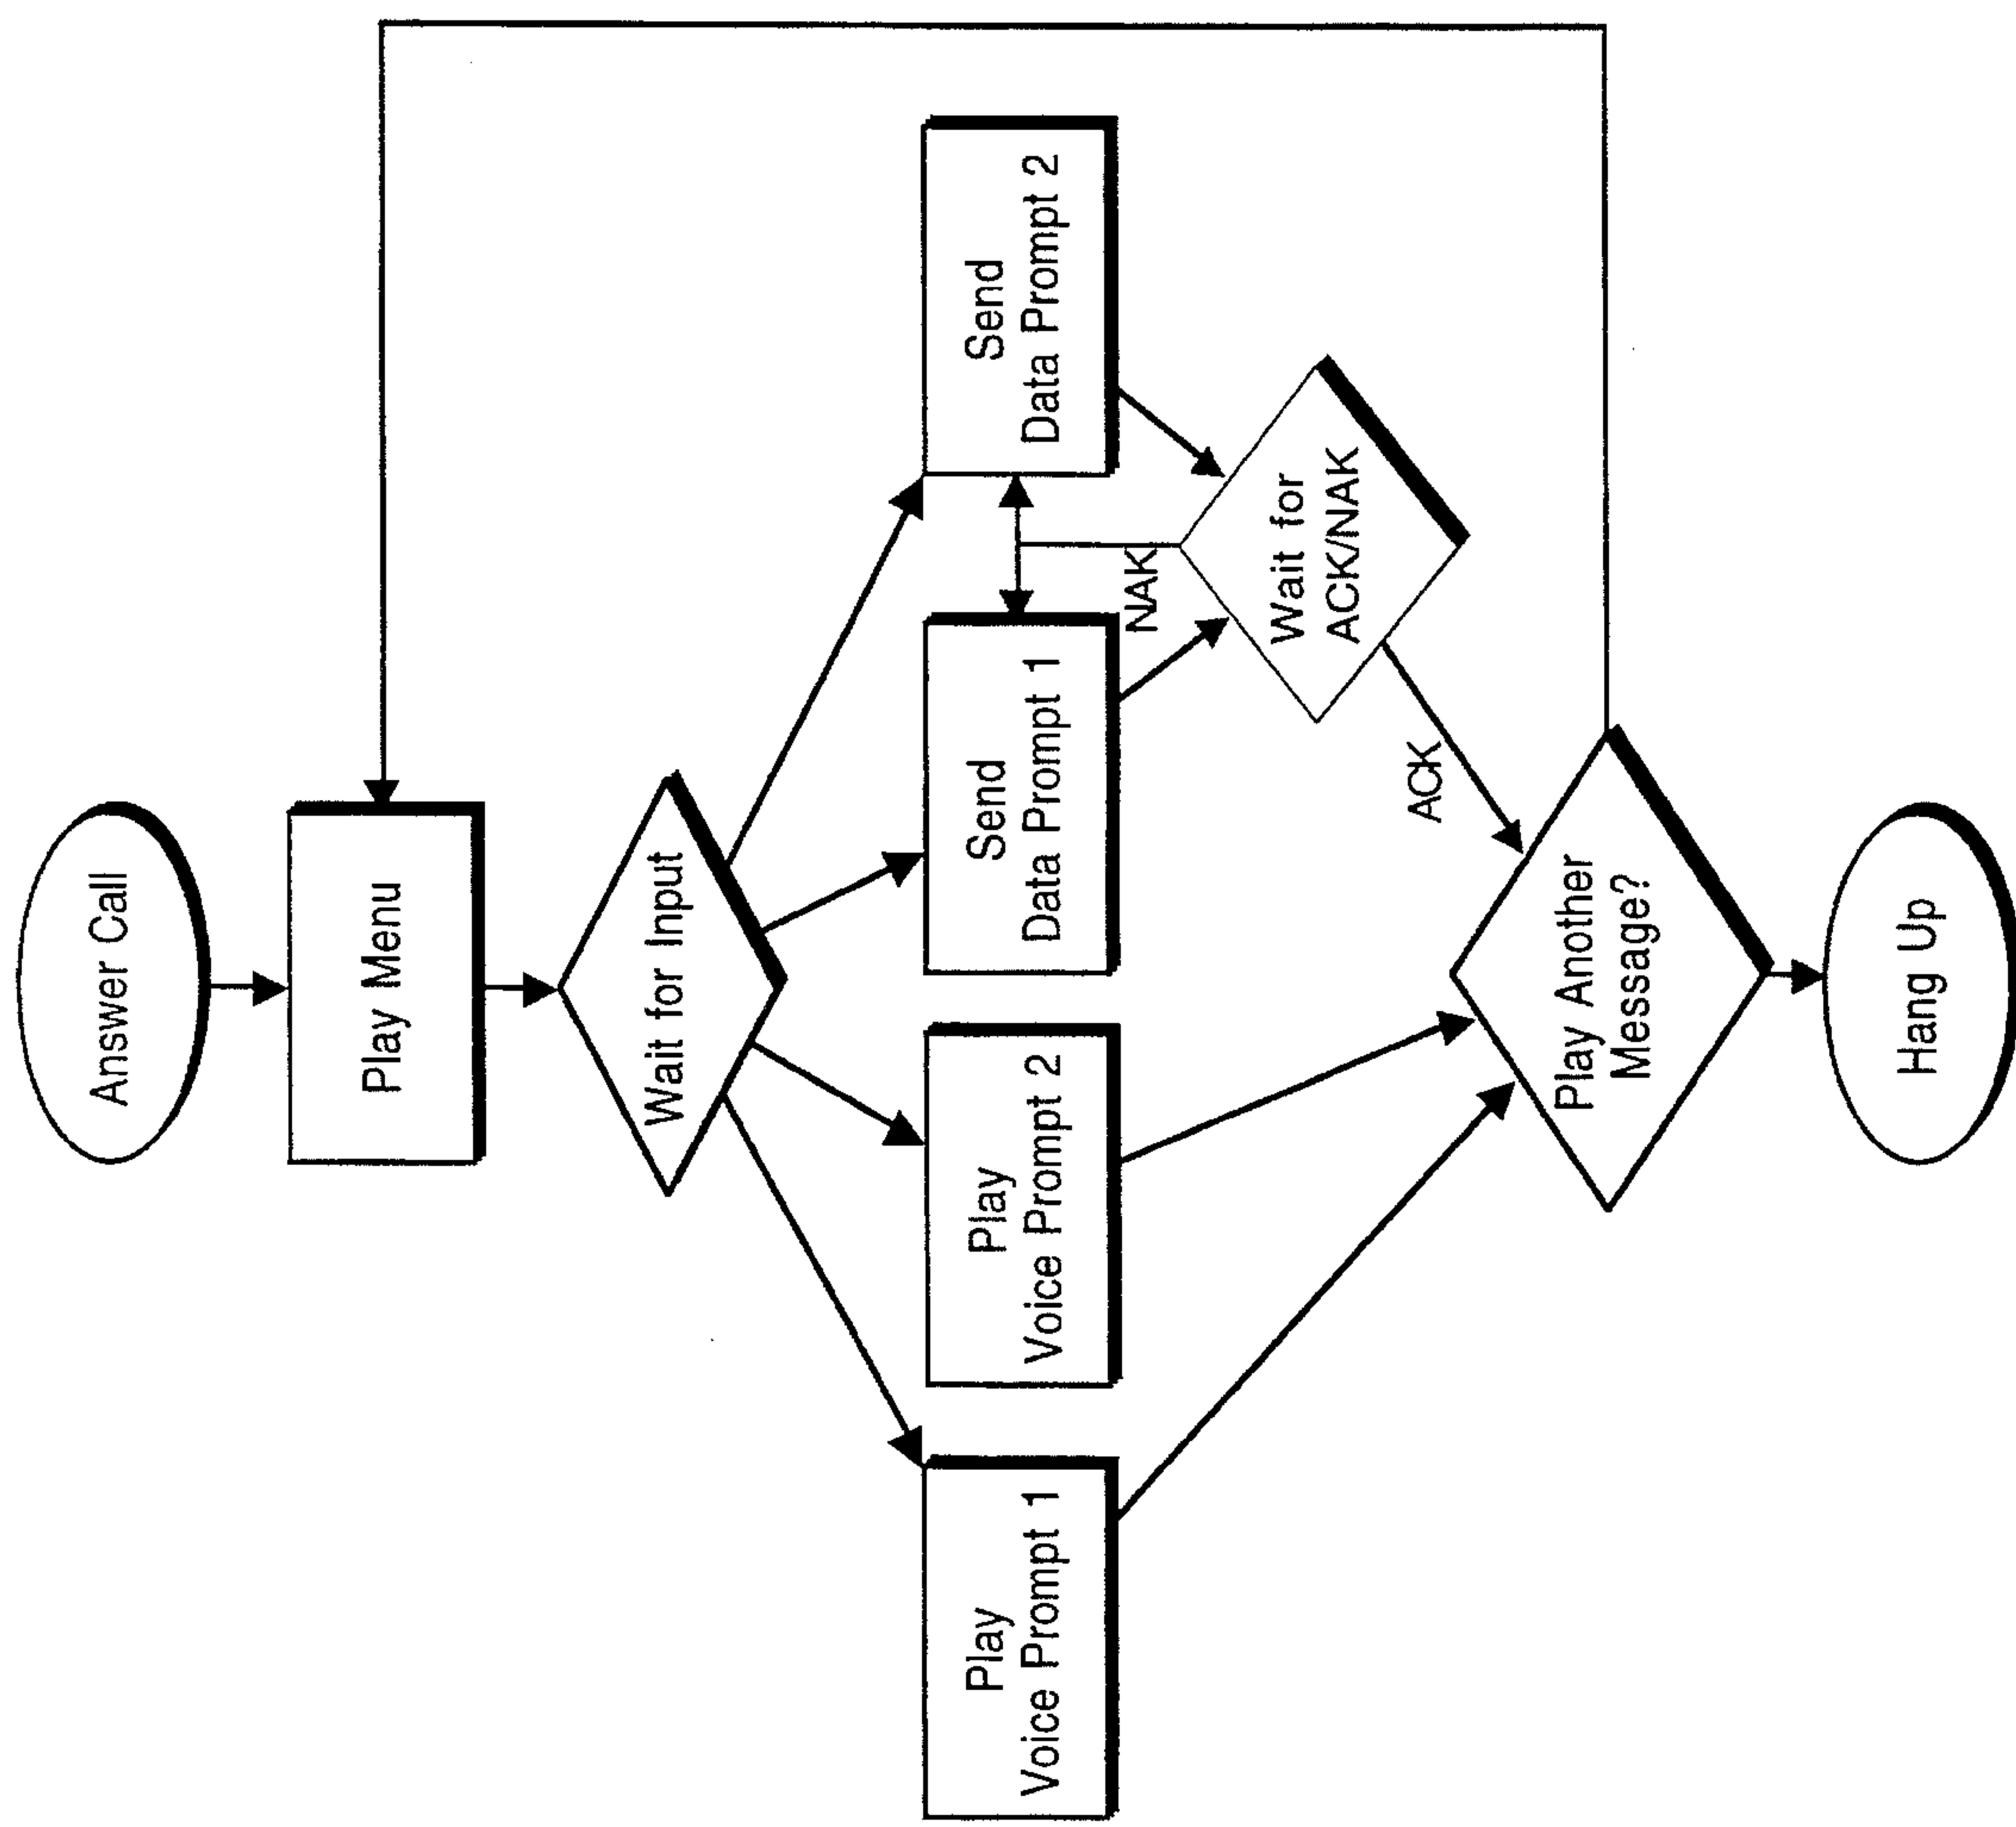 Answer Call
Play Menu
Wait for Input
Play
Voice Prompt 1
Play
Voice Prompt 2
Send
Data Prompt 1
Send
Data Prompt 2
NAK
Wait for
ACK/NAK
ACK
Play Another
Message?
Hang Up